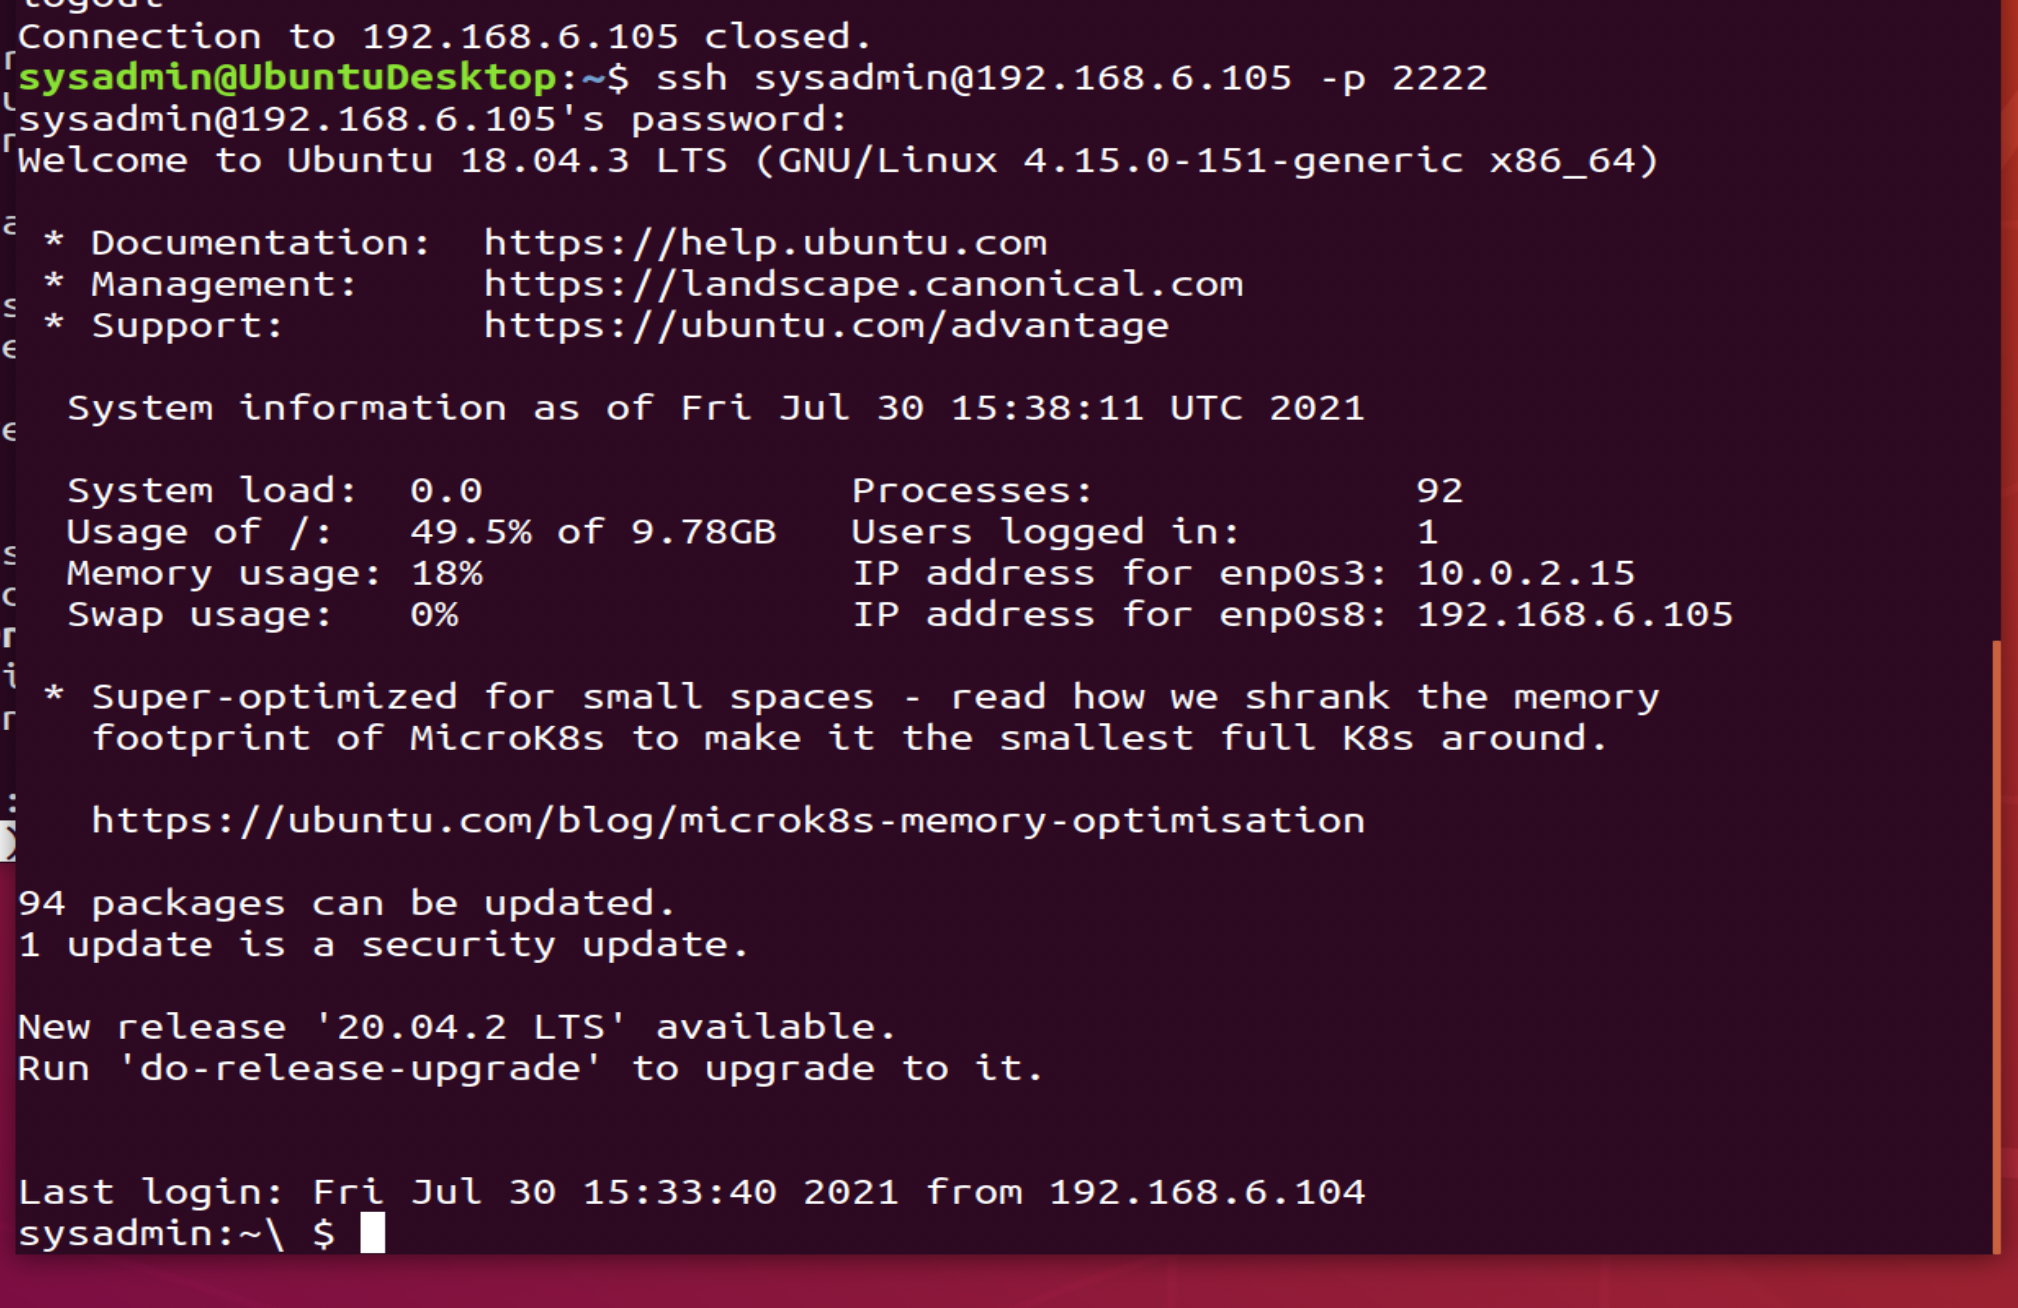 logout
Connection to 192.168.6.105 closed.
sysadmin@UbuntuDesktop:~$ ssh sysadmin@192.168.6.105 -p 2222
sysadmin@192.168.6.105's password:
Welcome to Ubuntu 18.04.3 LTS (GNU/Linux 4.15.0-151-generic x86_64)
* Documentation:  https://help.ubuntu.com
* Management:     https://landscape.canonical.com
* Support:        https://ubuntu.com/advantage
System information as of Fri Jul 30 15:38:11 UTC 2021
System load:  0.0               Processes:             92
Usage of /:   49.5% of 9.78GB   Users logged in:       1
Memory usage: 18%               IP address for enp0s3: 10.0.2.15
Swap usage:   0%                IP address for enp0s8: 192.168.6.105
* Super-optimized for small spaces - read how we shrank the memory
footprint of MicroK8s to make it the smallest full K8s around.
https://ubuntu.com/blog/microk8s-memory-optimisation
94 packages can be updated.
1 update is a security update.
New release '20.04.2 LTS' available.
Run 'do-release-upgrade' to upgrade to it.
Last login: Fri Jul 30 15:33:40 2021 from 192.168.6.104
sysadmin:~\ $